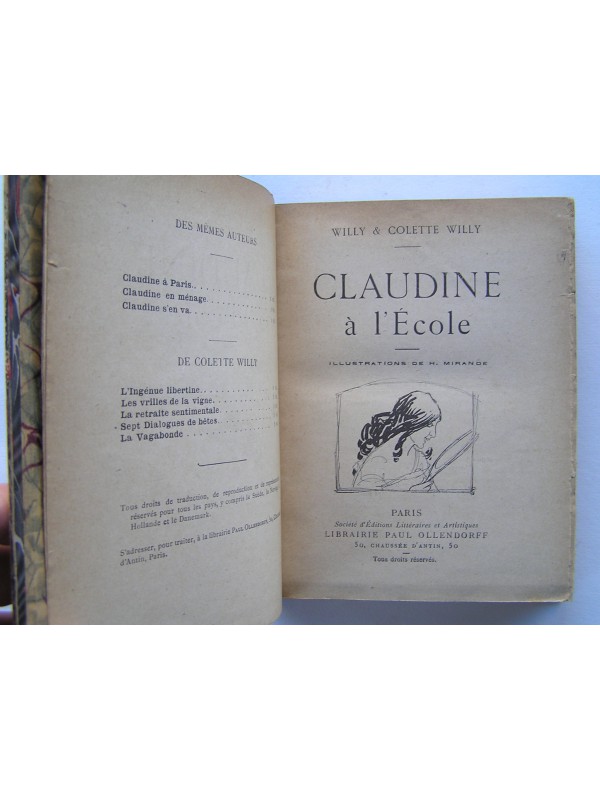 DES MÊMES AUTEURS
Claudine à Paris.
Claudine en ménage.
Claudine s'en va.
DE COLETTE WILLY
L'Ingénue libertine.
Les vrilles de la vigne.
La retraite sentimentale.
Sept Dialogues de bêtes.
La Vagabonde
Tous droits de traduction, de reproduction et de
réservés pour tous les pays, y compris la Suède, la
Hollande et le Danemark.
S'adresser, pour traiter, à la librairie PAUL OLLENDORFF,
d'Antin, Paris.
WILLY & COLETTE WILLY
CLAUDINE
à l'École
ILLUSTRATIONS DE H. MIRANDE
PARIS
Société d'Éditions Littéraires et Artistiques
LIBRAIRIE PAUL OLLENDORFF
50, CHAUSSÉE D'ANTIN, 50
Tous droits réservés.